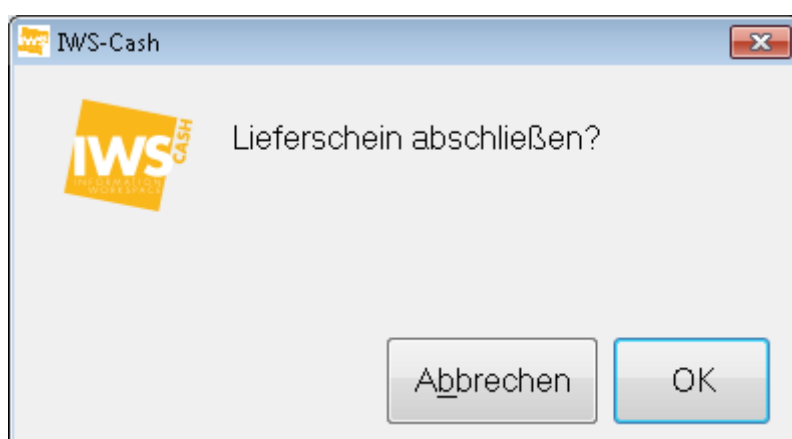 IWS-Cash
IWS CASH
INFORMATION
WORKSPACE
Lieferschein abschließen?
Abbrechen
OK